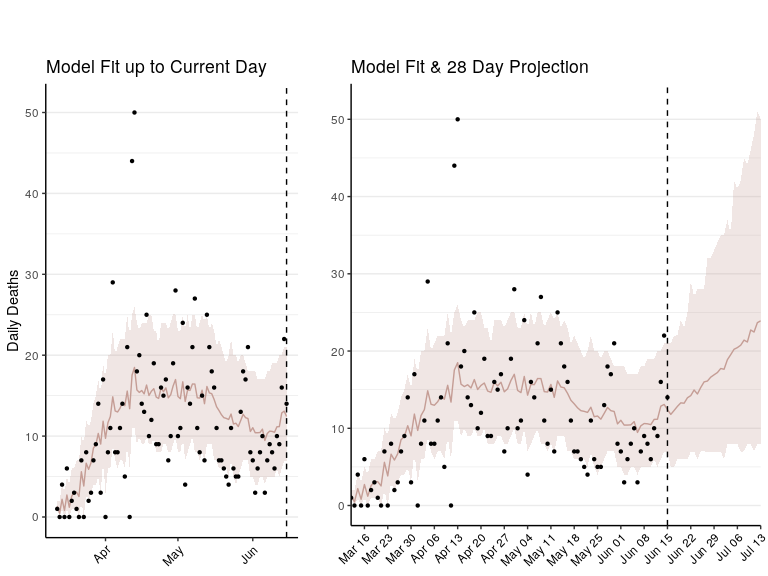 Model Fit up to Current Day
Model Fit & 28 Day Projection
Daily Deaths
50
40
30
20
10
0
Apr
May
Jun
50
40
30
20
10
0
Mar 16
Mar 23
Mar 30
Apr 06
Apr 13
Apr 20
Apr 27
May 04
May 11
May 18
May 25
Jun 01
Jun 08
Jun 15
Jun 22
Jun 29
Jul 06
Jul 13